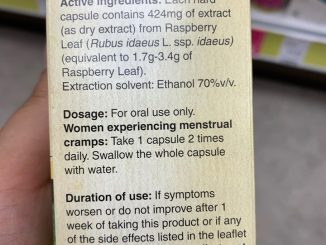 Active Ingredients: Each hard
capsule contains 424mg of extract
(as dry extract) from Raspberry
Leaf (Rubus idaeus L. ssp. idaeus)
(equivalent to 1.7g-3.4g of
Raspberry Leaf).
Extraction solvent: Ethanol 70%v/v.
Dosage: For oral use only.
Women experiencing menstrual
cramps: Take 1 capsule 2 times
daily. Swallow the whole capsule
with water.
Duration of use: If symptoms
worsen or do not improve after 1
week of taking this product or if any
of the side effects listed in the leaflet